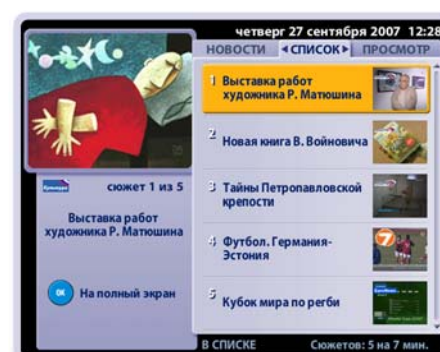 четверг 27 сентября 2007 12:28
НОВОСТИ ◄СПИСОК► ПРОСМОТР
1 Выставка работ
художника Р. Матюшина
2 Новая книга В. Войновича
3 Тайны Петропавловской
крепости
4 Футбол. Германия-
Эстония
5 Кубок мира по регби
сюжет 1 из 5
Выставка работ
художника Р. Матюшина
OK На полный экран
В СПИСКЕ Сюжетов: 5 на 7 мин.